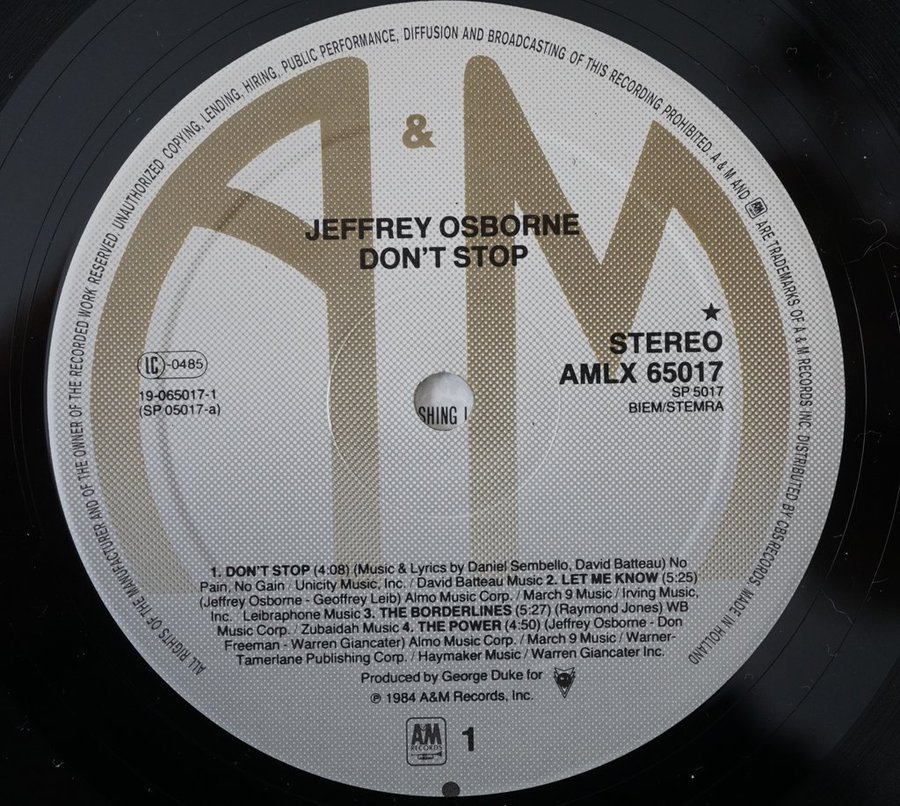 ALL RIGHTS OF THE MANUFACTURER AND OF THE OWNER OF THE RECORDED WORK RESERVED. UNAUTHORIZED COPYING, LENDING, HIRING, PUBLIC PERFORMANCE, DIFFUSION AND BROADCASTING OF THIS RECORDING PROHIBITED. A & M AND AM ARE TRADEMARKS OF A & M RECORDS INC. DISTRIBUTED BY CBS RECORDS MADE IN HOLLAND
A & M
JEFFREY OSBORNE
DON'T STOP
★
STEREO
AMLX 65017
SP 5017
BIEM/STEMRA
LC-0485
19-065017-1
(SP 05017-a)
SHING
1. DON'T STOP (4:08) (Music & Lyrics by Daniel Sembello, David Batteau) No
Pain, No Gain / Unicity Music, Inc. / David Batteau Music 2. LET ME KNOW (5:25)
(Jeffrey Osborne - Geoffrey Leib) Almo Music Corp. / March 9 Music / Irving Music,
Inc. / Leibraphone Music 3. THE BORDERLINES (5:27) (Raymond Jones) WB
Music Corp. / Zubaidah Music 4. THE POWER (4:50) (Jeffrey Osborne - Don
Freeman - Warren Giancater) Almo Music Corp. / March 9 Music / Warner-
Tamerlane Publishing Corp. / Haymaker Music / Warren Giancater Inc.
Produced by George Duke for
℗ 1984 A&M Records, Inc.
AM
RECORDS
1